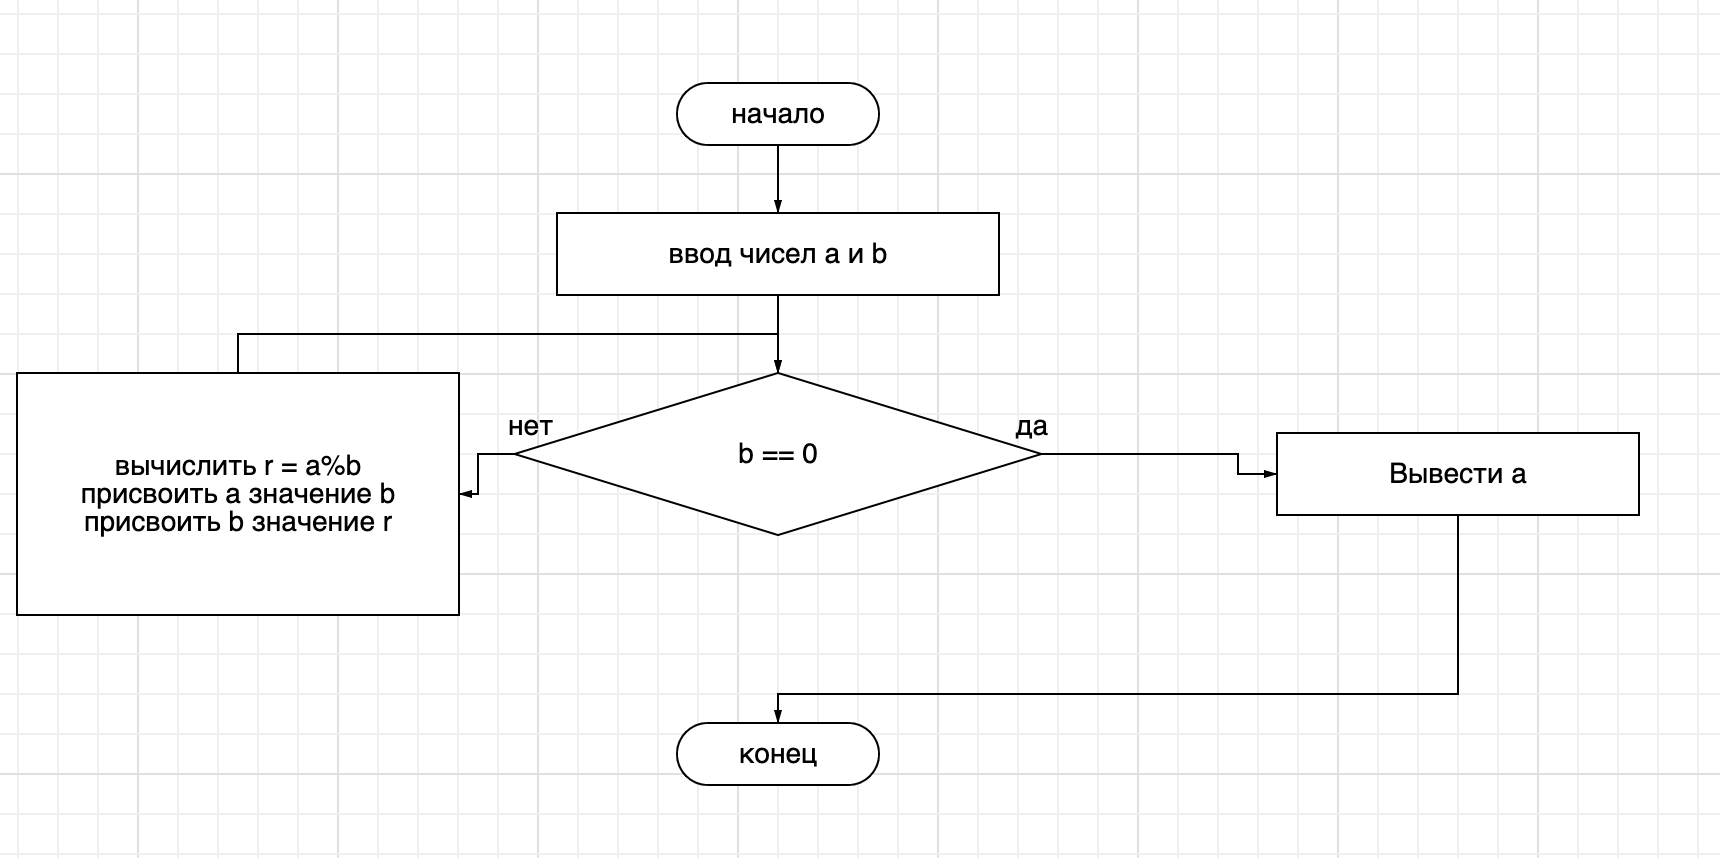 начало
ввод чисел a и b
нет
да
b == 0
вычислить r = a%b
присвоить a значение b
присвоить b значение r
Вывести a
конец